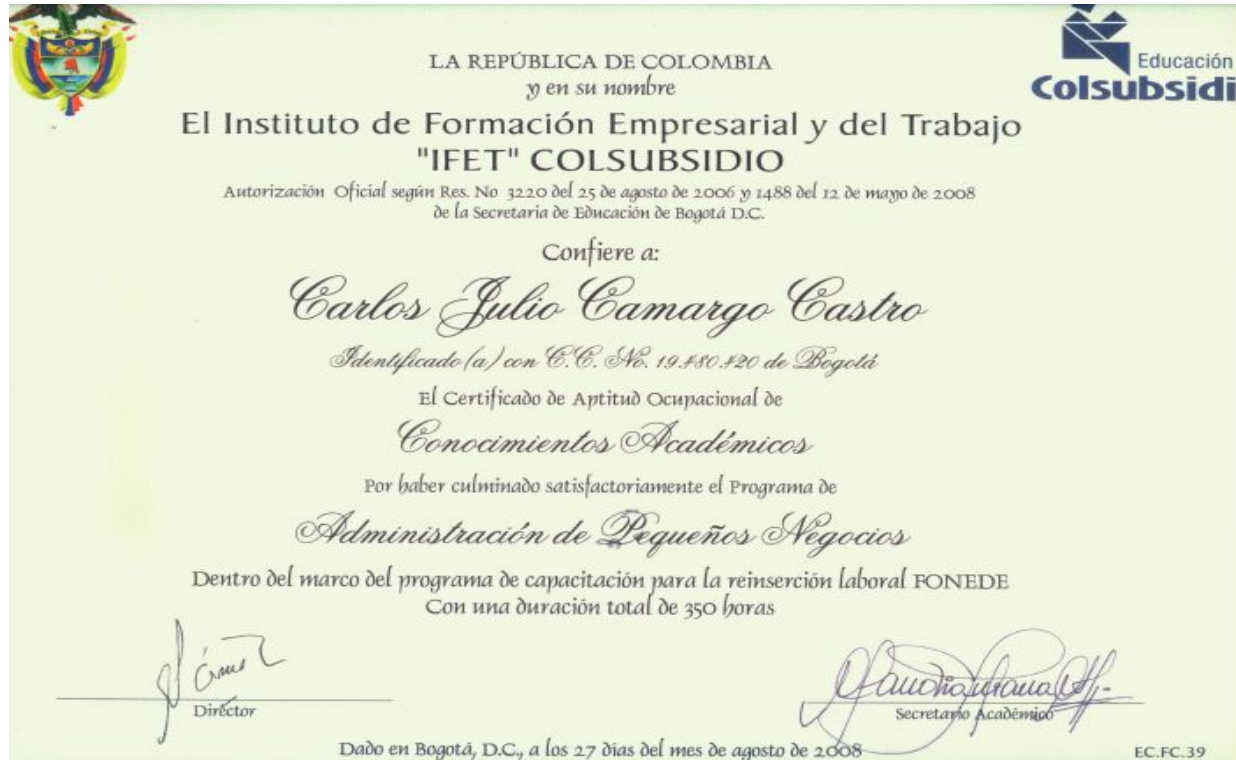 Educación
Colsubsidi
LA REPÚBLICA DE COLOMBIA
y en su nombre
El Instituto de Formación Empresarial y del Trabajo
"IFET" COLSUBSIDIO
Autorización Oficial según Res. No 3220 del 25 de agosto de 2006 y 1488 del 12 de mayo de 2008
de la Secretaria de Educación de Bogotá D.C.
Confiere a:
Carlos Julio Camargo Castro
Identificado (a) con C.C. No. 19.480.420 de Bogotá
El Certificado de Aptitud Ocupacional de
Conocimientos Académicos
Por haber culminado satisfactoriamente el Programa de
Administración de Pequeños Negocios
Dentro del marco del programa de capacitación para la reinserción laboral FONEDE
Con una duración total de 350 horas
Director
Secretario Académico
Dado en Bogotá, D.C., a los 27 días del mes de agosto de 2008
EC.FC.39